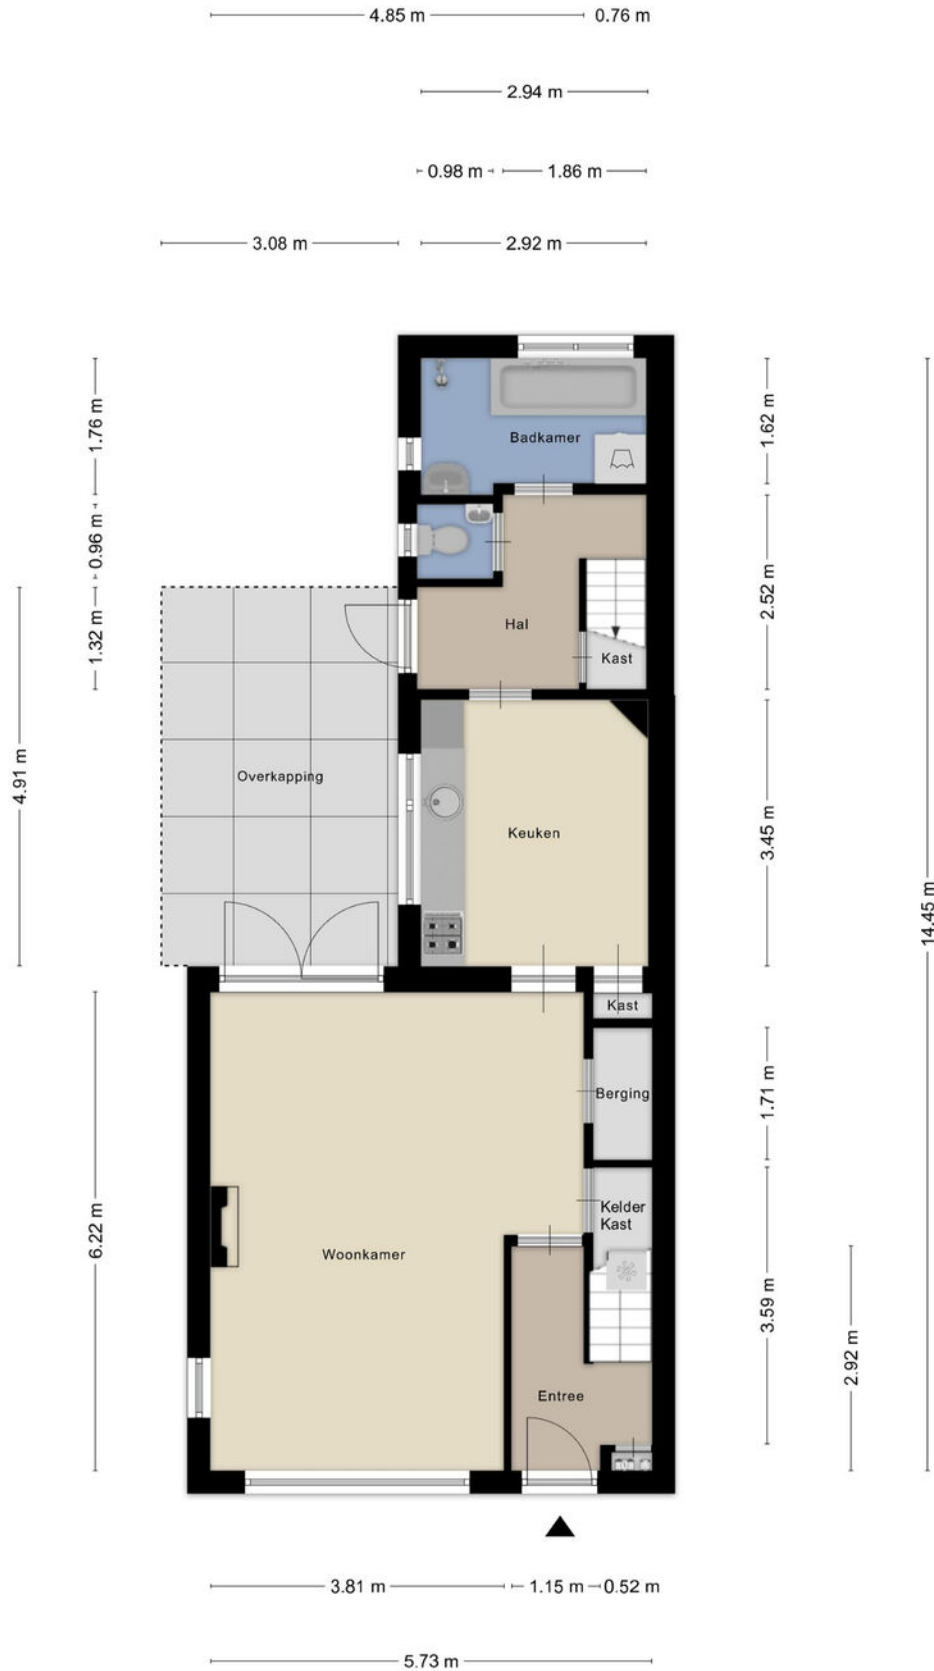 4.85 m
0.76 m
2.94 m
0.98 m
1.86 m
3.08 m
2.92 m
1.76 m
0.96 m
1.32 m
4.91 m
6.22 m
1.62 m
2.52 m
3.45 m
1.71 m
3.59 m
2.92 m
14.45 m
Badkamer
Hal
Kast
Overkapping
Keuken
Kast
Berging
Kelder
Kast
Woonkamer
Entree
3.81 m
1.15 m
0.52 m
5.73 m